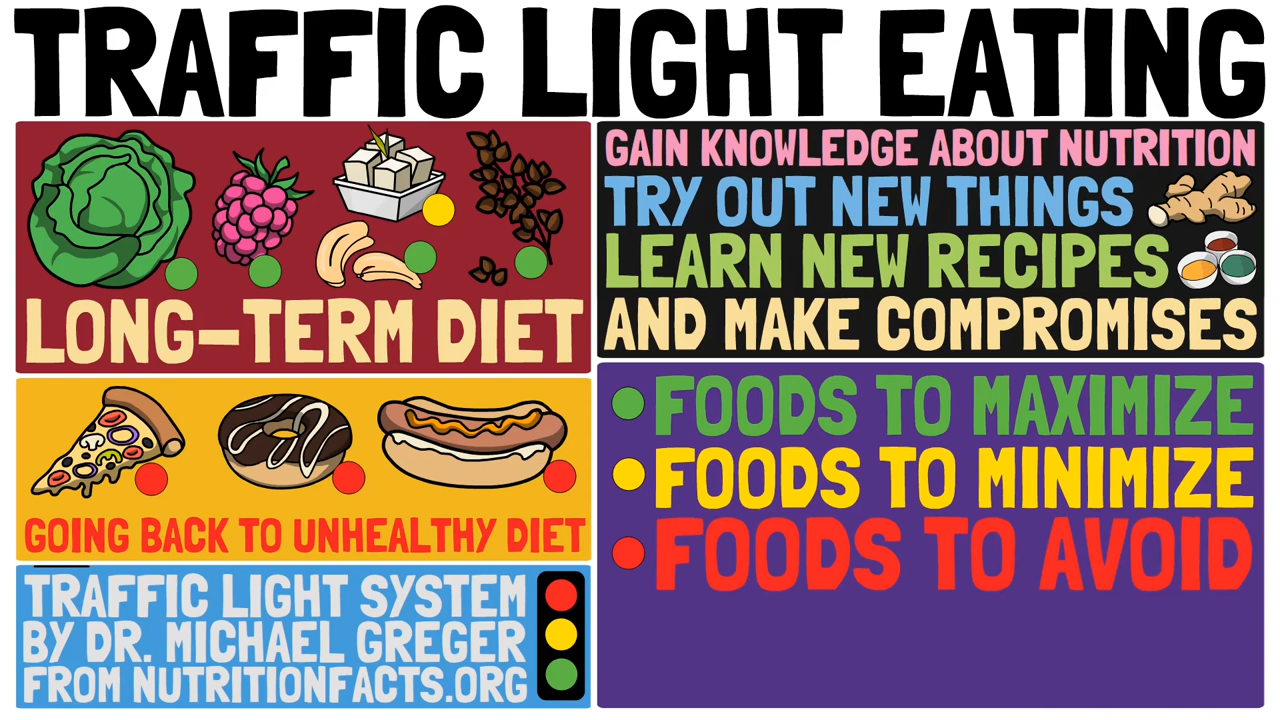 TRAFFIC LIGHT EATING
LONG-TERM DIET
GOING BACK TO UNHEALTHY DIET
TRAFFIC LIGHT SYSTEM
BY DR. MICHAEL GREGER
FROM NUTRITIONFACTS.ORG
GAIN KNOWLEDGE ABOUT NUTRITION
TRY OUT NEW THINGS
LEARN NEW RECIPES
AND MAKE COMPROMISES
FOODS TO MAXIMIZE
FOODS TO MINIMIZE
FOODS TO AVOID